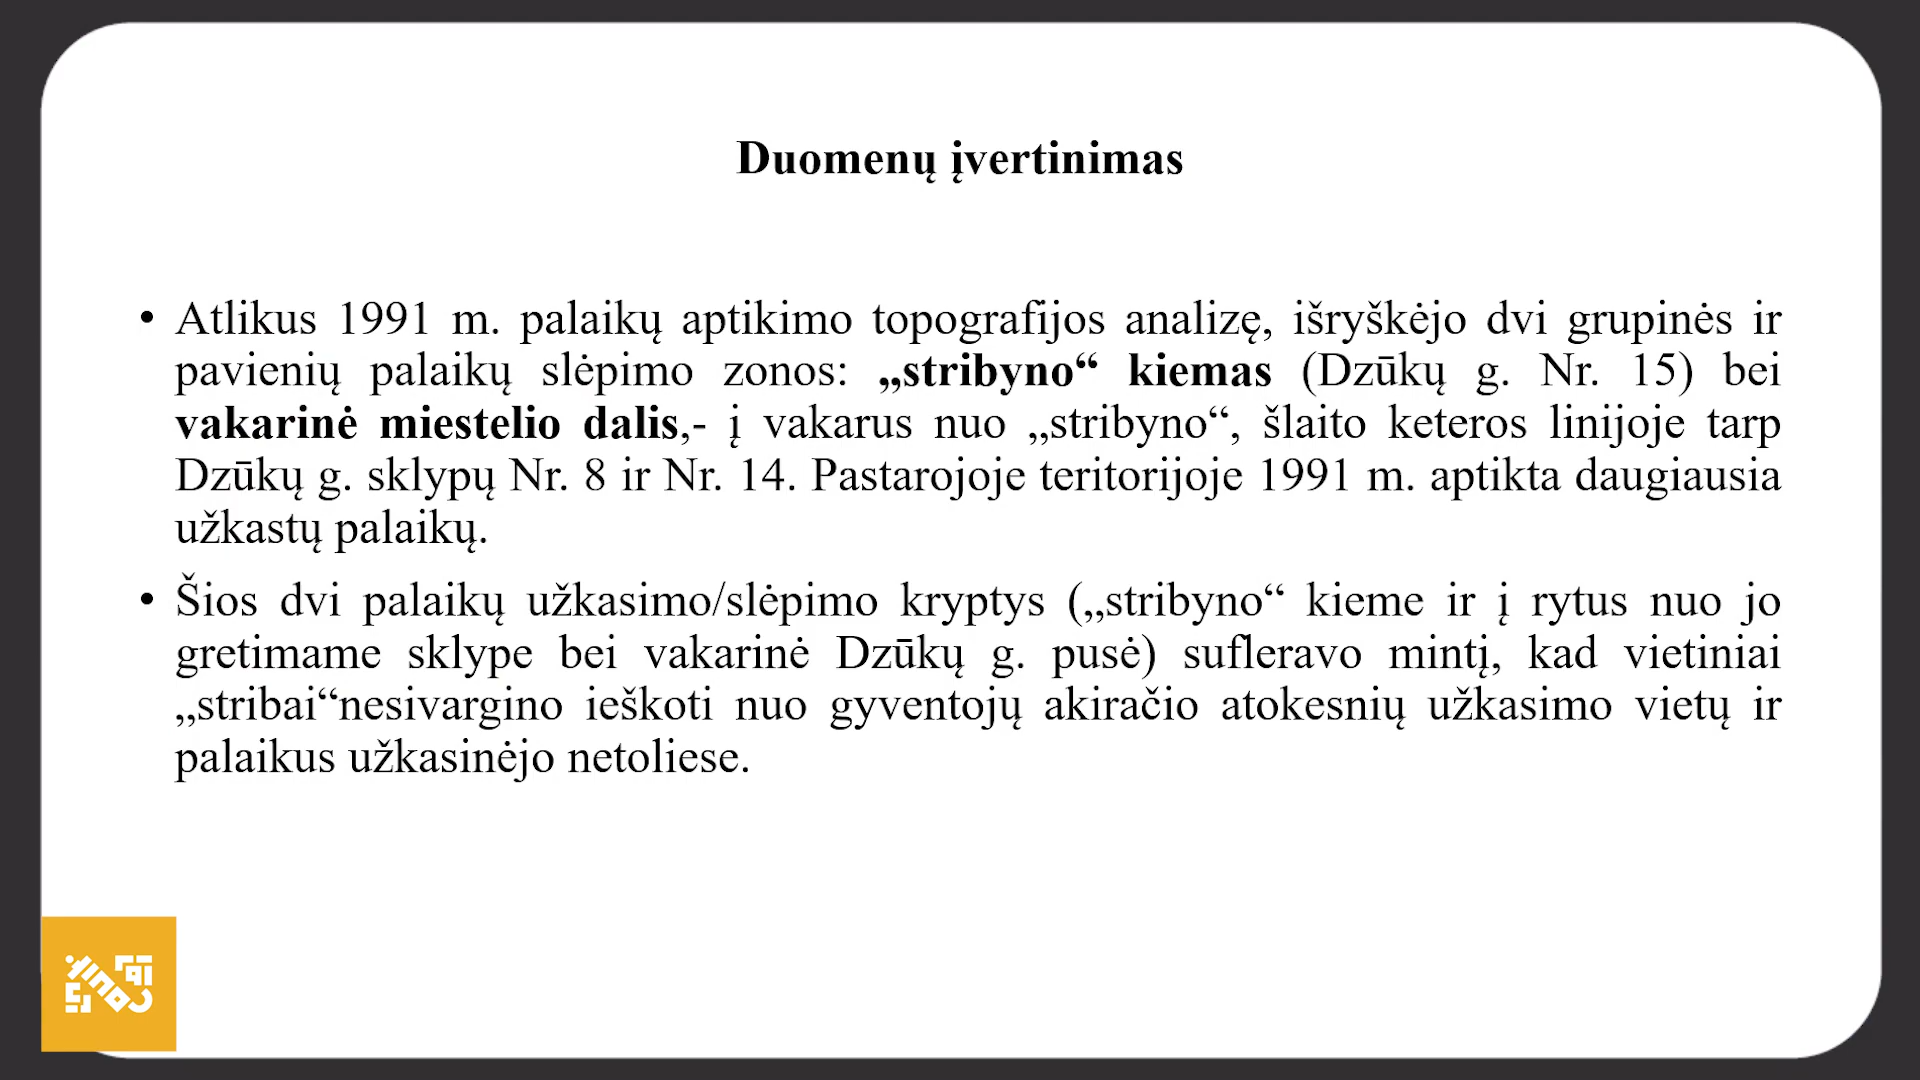 Duomenų įvertinimas
• Atlikus 1991 m. palaikų aptikimo topografijos analizę, išryškėjo dvi grupinės ir
pavienių palaikų slėpimo zonos: „stribyno“ kiemas (Dzūkų g. Nr. 15) bei
vakarinė miestelio dalis,- į vakarus nuo „stribyno“, šlaito keteros linijoje tarp
Dzūkų g. sklypų Nr. 8 ir Nr. 14. Pastarojoje teritorijoje 1991 m. aptikta daugiausia
užkastų palaikų.
• Šios dvi palaikų užkasimo/slėpimo kryptys („stribyno“ kieme ir į rytus nuo jo
gretimame sklype bei vakarinė Dzūkų g. pusė) sufleravo mintį, kad vietiniai
„stribai“nesivargino ieškoti nuo gyventojų akiračio atokesnių užkasimo vietų ir
palaikus užkasinėjo netoliese.